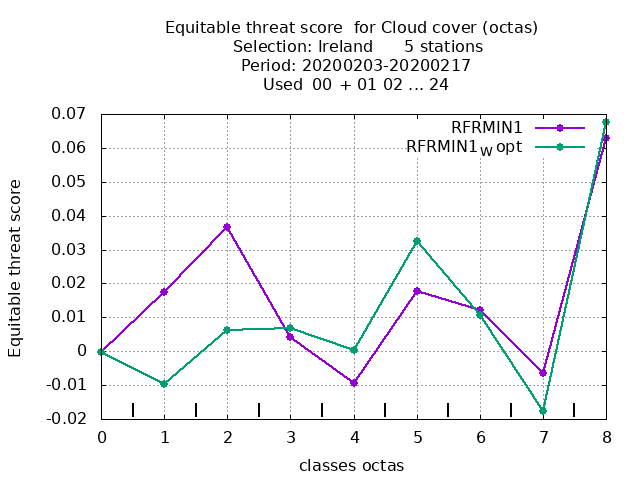 Equitable threat score  for Cloud cover (octas)
Selection: Ireland      5 stations
Period: 20200203-20200217
Used  00 + 01 02 ... 24
RFRMIN1
RFRMIN1W opt
Equitable threat score
0.07
0.06
0.05
0.04
0.03
0.02
0.01
0
-0.01
-0.02
0 1 2 3 4 5 6 7 8
classes octas